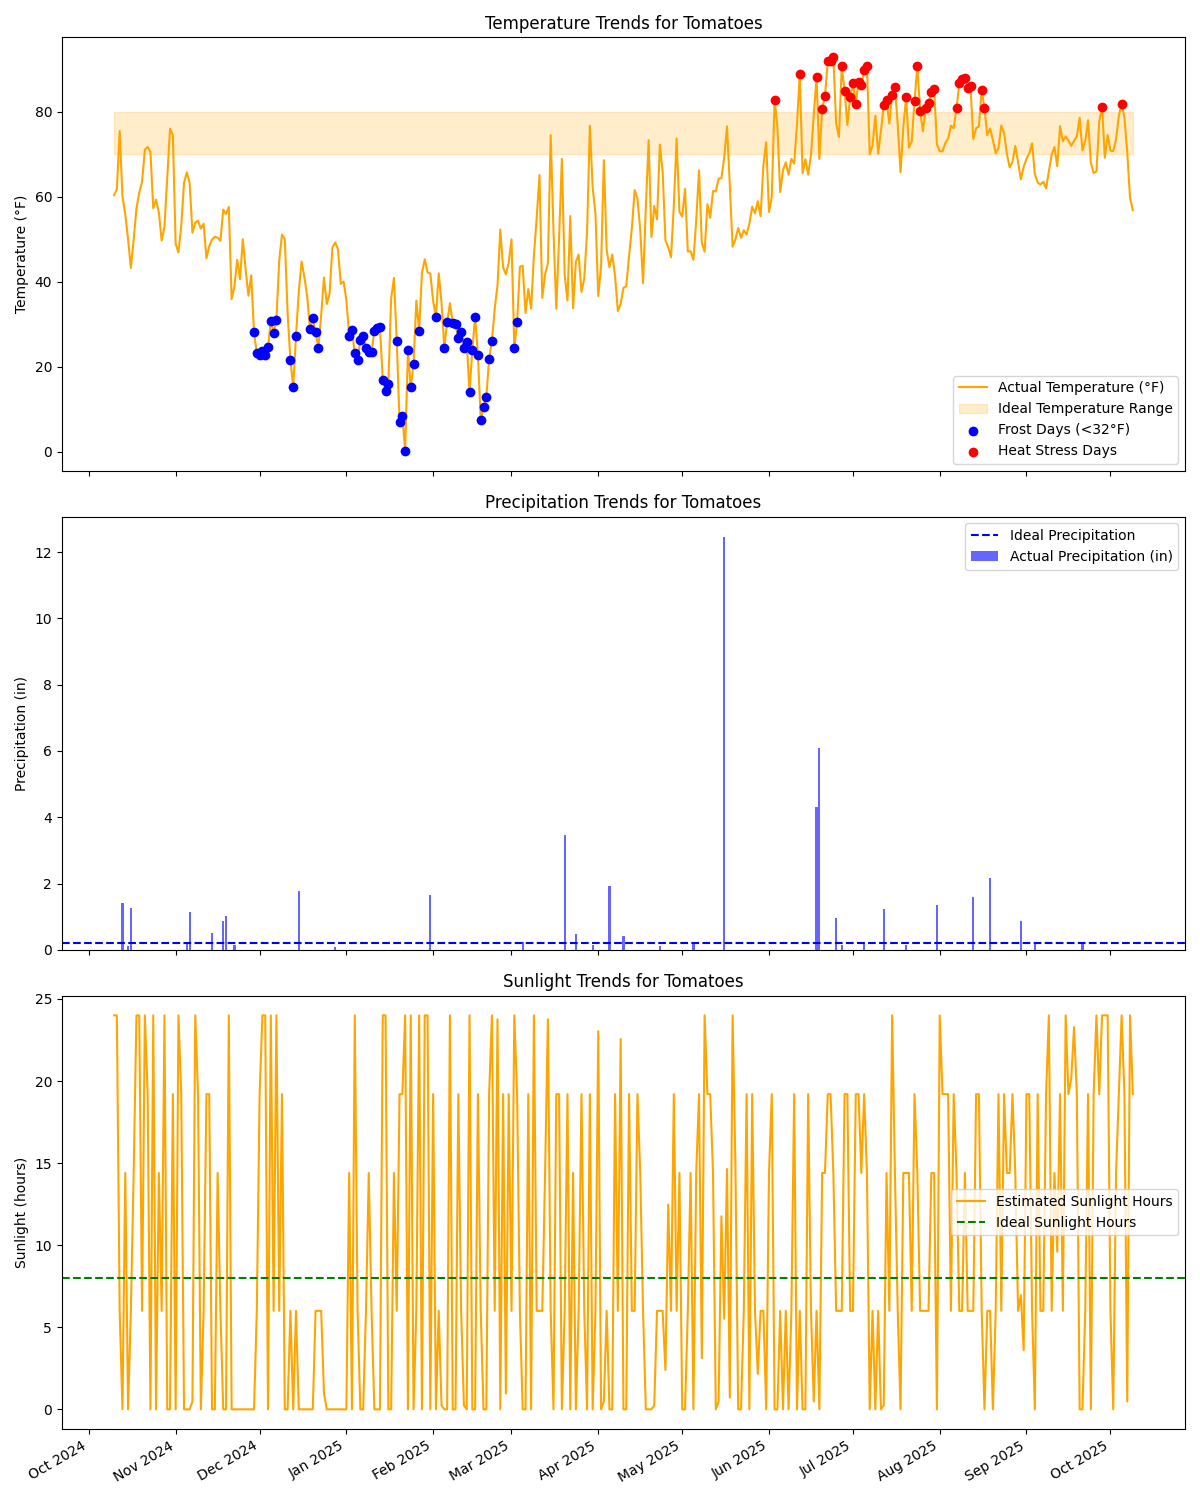 Temperature Trends for Tomatoes
80
60
40
20
0
Temperature (°F)
Actual Temperature (°F)
Ideal Temperature Range
Frost Days (<32°F)
Heat Stress Days
Precipitation Trends for Tomatoes
12
10
8
6
4
2
0
Precipitation (in)
Ideal Precipitation
Actual Precipitation (in)
Sunlight Trends for Tomatoes
25
20
15
10
5
0
Sunlight (hours)
Estimated Sunlight Hours
Ideal Sunlight Hours
Oct 2024
Nov 2024
Dec 2024
Jan 2025
Feb 2025
Mar 2025
Apr 2025
May 2025
Jun 2025
Jul 2025
Aug 2025
Sep 2025
Oct 2025